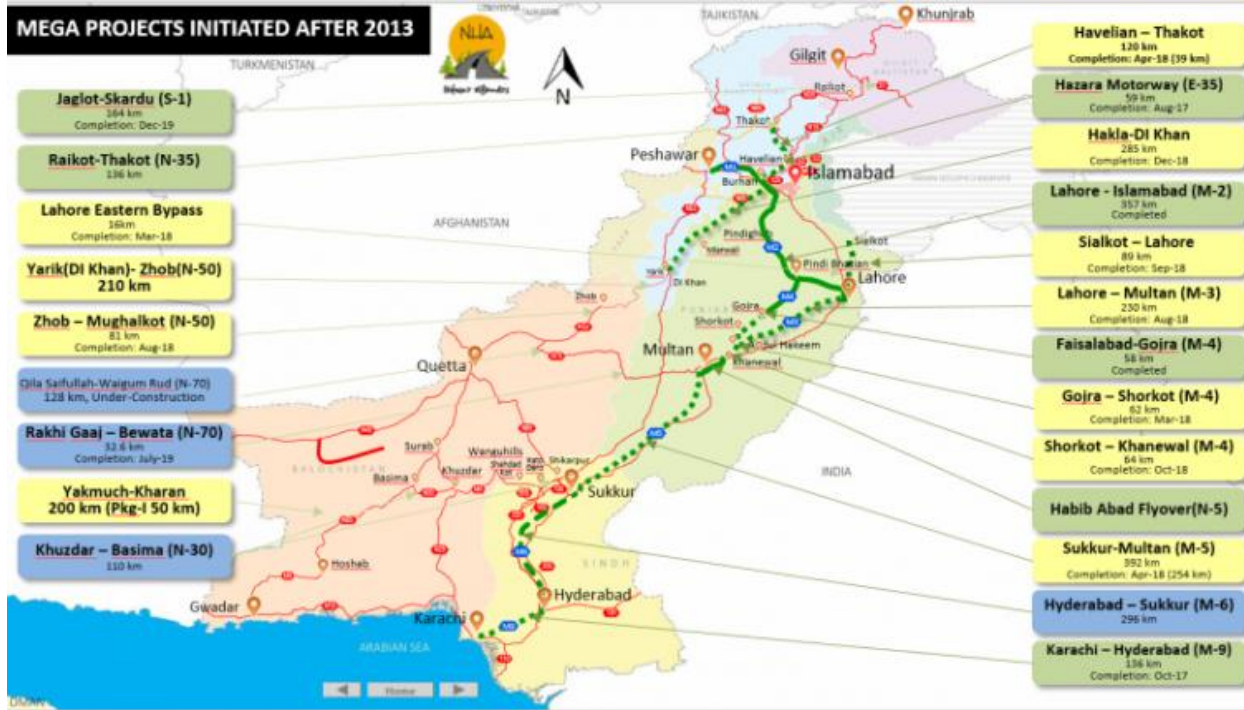 MEGA PROJECTS INITIATED AFTER 2013
NHA
N
TURKMENISTAN
TAJIKISTAN
AFGHANISTAN
INDIA
ARABIAN SEA
OMAN
BALOCHISTAN
PUNJAB
SINDH
Jaglot-Skardu (S-1)
164 km
Completion: Dec-19
Raikot-Thakot (N-35)
136 km
Lahore Eastern Bypass
16km
Completion: Mar-18
Yarik(DI Khan)- Zhob(N-50)
210 km
Zhob – Mughalkot (N-50)
81 km
Completion: Aug-18
Qila Saifullah-Waigum Rud (N-70)
128 km, Under-Construction
Rakhi Gaaj – Bewata (N-70)
32.6 km
Completion: July-19
Yakmuch-Kharan
200 km (Pkg-I 50 km)
Khuzdar – Basima (N-30)
110 km
Khunjrab
Gilgit
Raikot
Thakot
Peshawar
Havelian
Burhan
Islamabad
Sialkot
Pindi Bhatian
Lahore
Yarik
DI Khan
Zhob
Gojra
Shorkot
Khanewal
Multan
Quetta
Surab
Basima
Khuzdar
Wanguhills
Shikarpur
Sukkur
Hoshab
Gwadar
Karachi
Hyderabad
Home
Havelian – Thakot
120 km
Completion: Apr-18 (39 km)
Hazara Motorway (E-35)
59 km
Completion: Aug-17
Hakla-DI Khan
285 km
Completion: Dec-18
Lahore - Islamabad (M-2)
357 km
Completed
Sialkot – Lahore
89 km
Completion: Sep-18
Lahore – Multan (M-3)
230 km
Completion: Aug-18
Faisalabad-Gojra (M-4)
58 km
Completed
Gojra – Shorkot (M-4)
62 km
Completion: Mar-18
Shorkot – Khanewal (M-4)
64 km
Completion: Oct-18
Habib Abad Flyover(N-5)
Sukkur-Multan (M-5)
392 km
Completion: Apr-18 (254 km)
Hyderabad – Sukkur (M-6)
296 km
Karachi – Hyderabad (M-9)
136 km
Completion: Oct-17